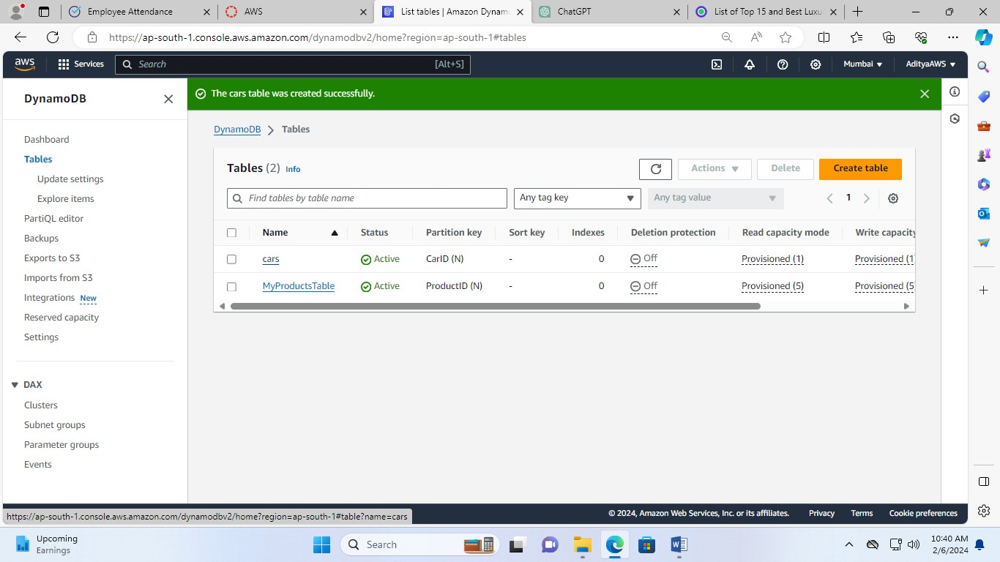 Employee Attendance
AWS
List tables | Amazon Dynam
ChatGPT
List of Top 15 and Best Luxu
https://ap-south-1.console.aws.amazon.com/dynamodbv2/home?region=ap-south-1#tables
aws
Services
Search
[Alt+S]
Mumbai
AdityaAWS
DynamoDB
The cars table was created successfully.
DynamoDB
Tables
Dashboard
Tables
Update settings
Explore items
PartiQL editor
Backups
Exports to S3
Imports from S3
Integrations New
Reserved capacity
Settings
DAX
Clusters
Subnet groups
Parameter groups
Events
Tables (2) Info
Actions
Delete
Create table
Find tables by table name
Any tag key
Any tag value
1
Name Status Partition key Sort key Indexes Deletion protection Read capacity mode Write capacity
cars Active CarID (N) - 0 Off Provisioned (1) Provisioned (1
MyProductsTable Active ProductID (N) - 0 Off Provisioned (5) Provisioned (5
https://ap-south-1.console.aws.amazon.com/dynamodbv2/home?region=ap-south-1#table?name=cars
© 2024, Amazon Web Services, Inc. or its affiliates. Privacy Terms Cookie preferences
Upcoming
Earnings
Search
10:40 AM
2/6/2024